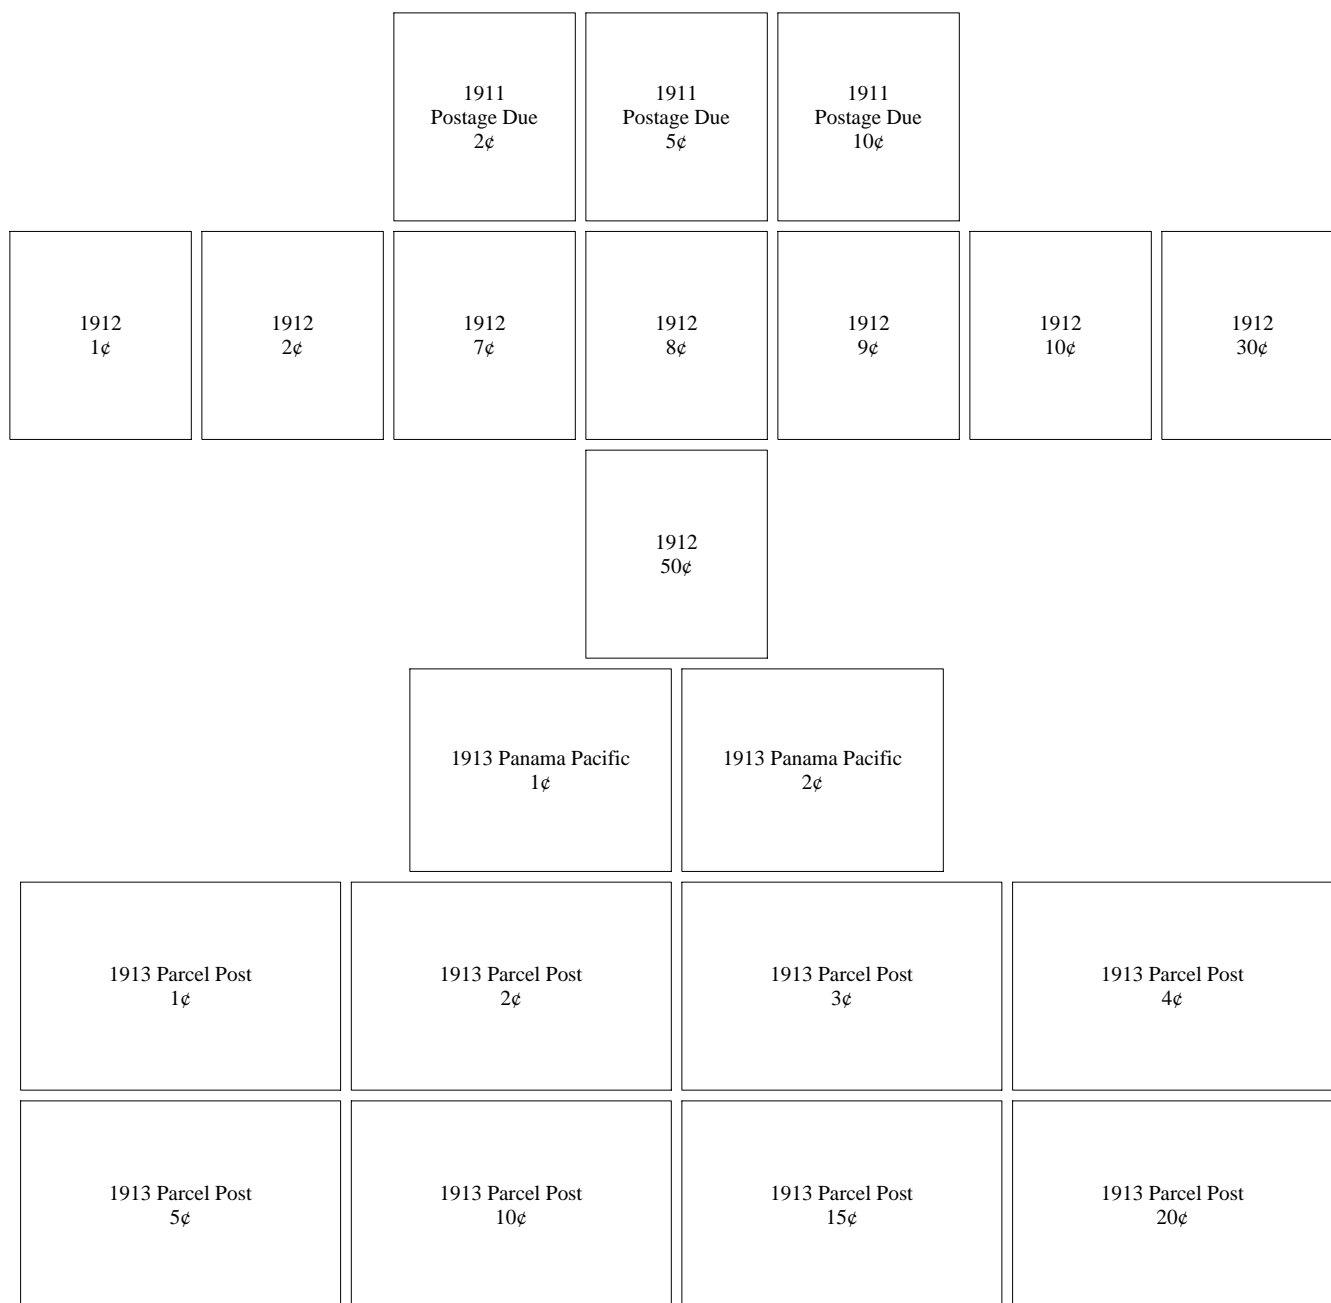 1911
Postage Due
2¢
1911
Postage Due
5¢
1911
Postage Due
10¢
1912
1¢
1912
2¢
1912
7¢
1912
8¢
1912
9¢
1912
10¢
1912
30¢
1912
50¢
1913 Panama Pacific
1¢
1913 Panama Pacific
2¢
1913 Parcel Post
1¢
1913 Parcel Post
2¢
1913 Parcel Post
3¢
1913 Parcel Post
4¢
1913 Parcel Post
5¢
1913 Parcel Post
10¢
1913 Parcel Post
15¢
1913 Parcel Post
20¢